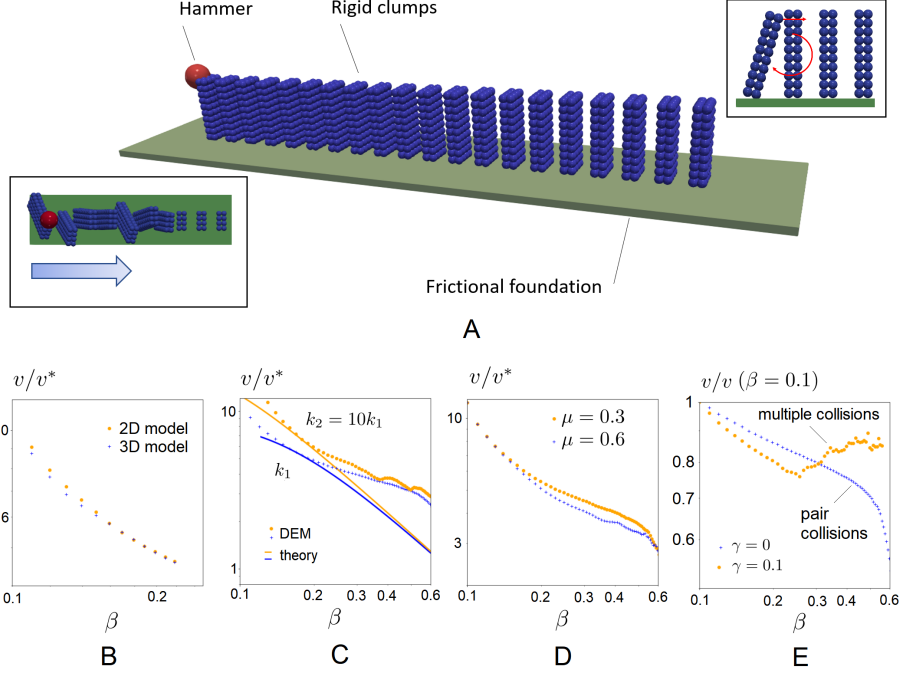 Hammer
Rigid clumps
Frictional foundation
A
v/v*
0
6
2D model
3D model
0.1
0.2
β
B
v/v*
10
1
k₂ = 10k₁
k₁
DEM
theory
0.1
0.2
0.3
0.4
0.6
β
C
v/v*
10
3
μ = 0.3
μ = 0.6
0.1
0.2
0.3
0.4
0.6
β
D
v/v (β = 0.1)
1
0.8
0.7
0.6
multiple collisions
pair
collisions
γ = 0
γ = 0.1
0.1
0.2
0.3
0.4
0.6
β
E